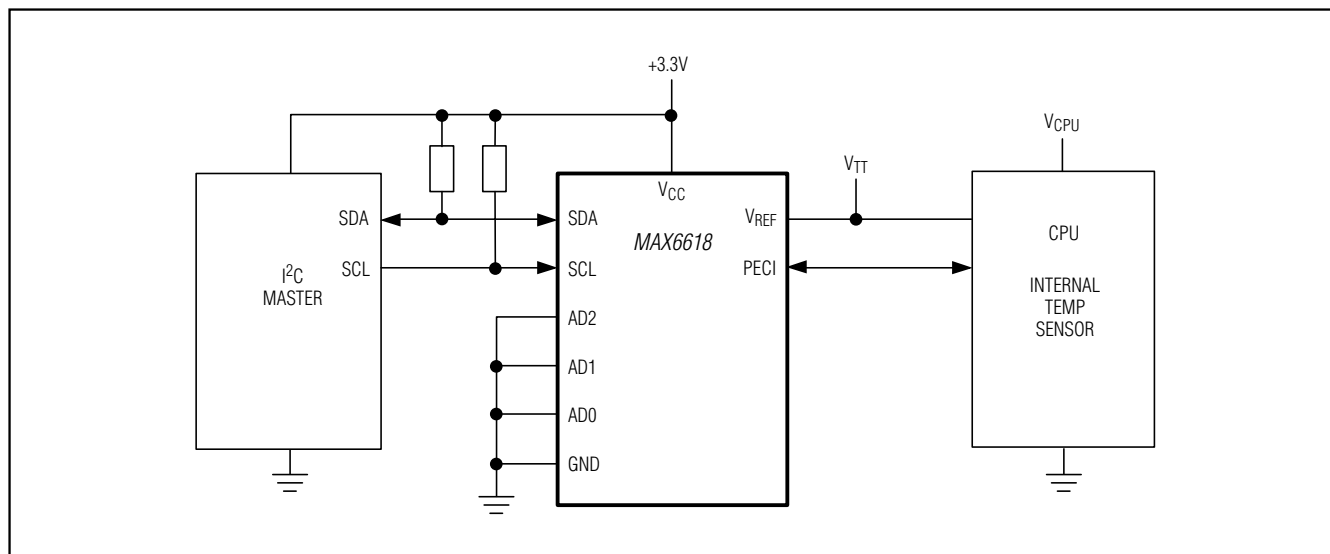 +3.3V
VCPU
VTT
VCC
SDA
SDA
VREF
MAX6618
CPU
SCL
SCL
PECI
I2C
MASTER
INTERNAL
TEMP
SENSOR
AD2
AD1
AD0
GND